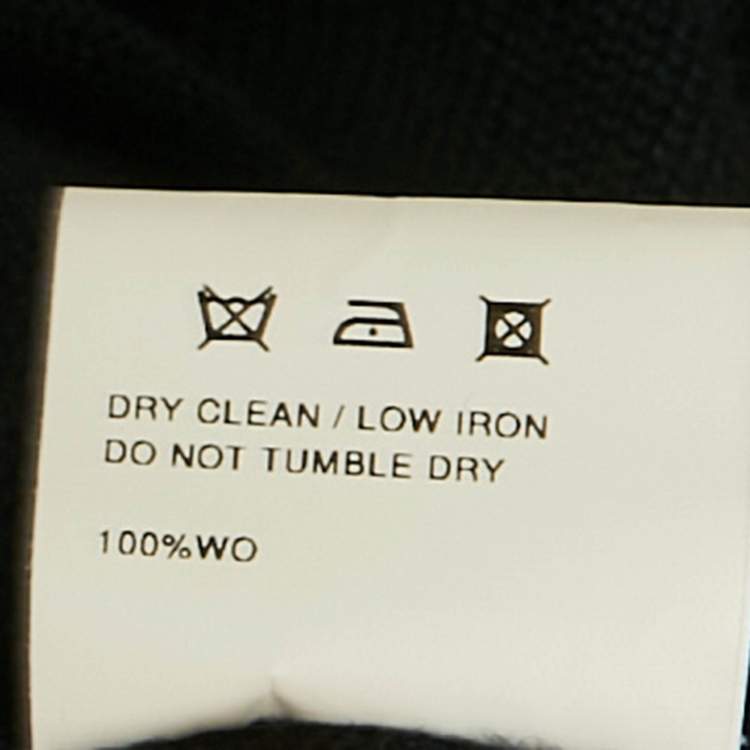 DRY CLEAN / LOW IRON
DO NOT TUMBLE DRY
100%WO